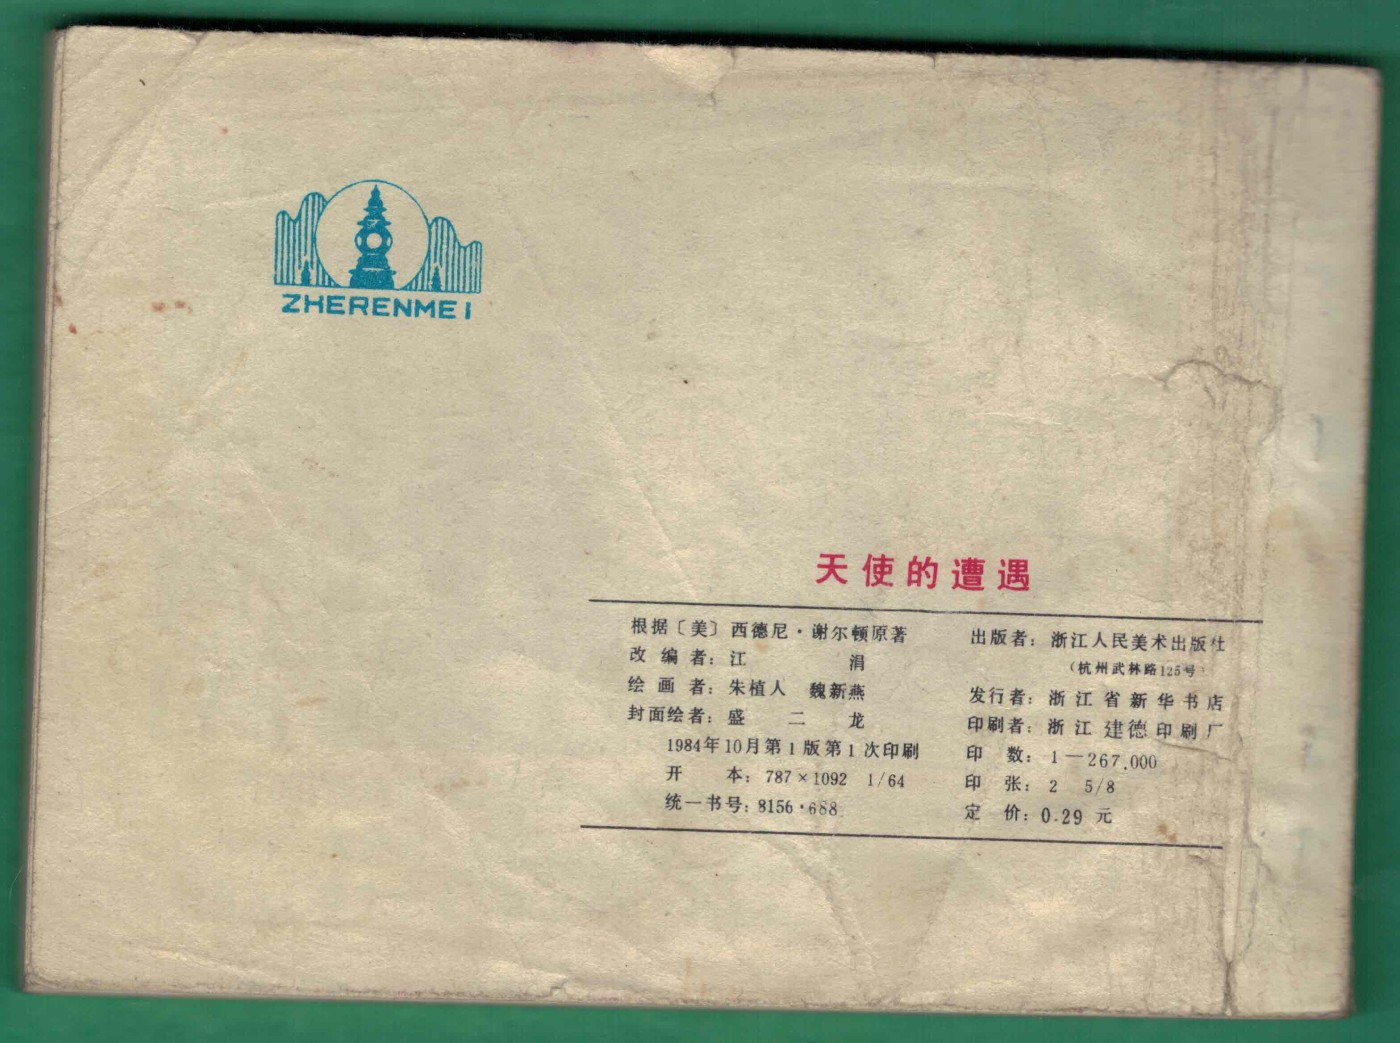 ZHERENMEI
天使的遭遇
根据〔美〕西德尼·谢尔顿原著
改编者：江 涓
绘画者：朱植人 魏新燕
封面绘者：盛二龙
1984年10月第1版第1次印刷
开 本：787×1092 1/64
统一书号：8156·688
出版者：浙江人民美术出版社
（杭州武林路125号）
发行者：浙江省新华书店
印刷者：浙江建德印刷厂
印 数：1—267,000
印 张：2 5/8
定 价：0.29 元